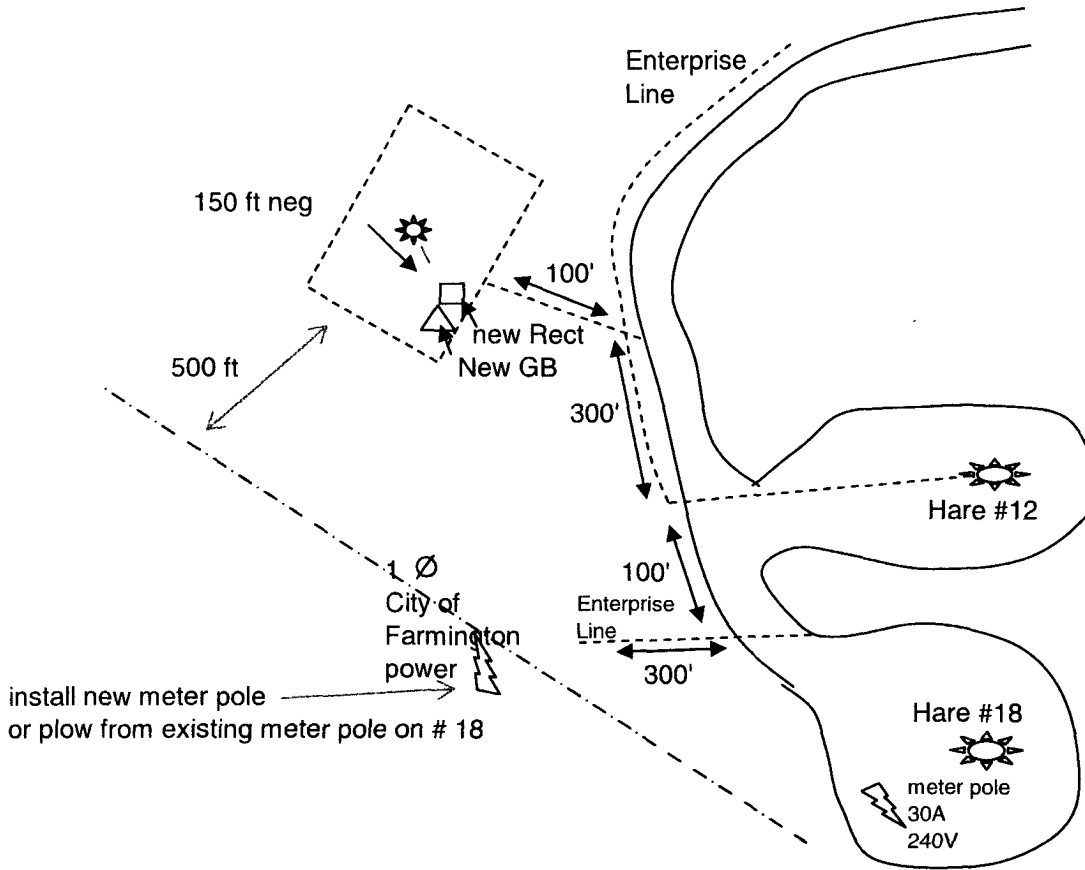 Enterprise
Line
150 ft neg
100'
new Rect
New GB
500 ft
300'
Hare #12
1 Ø
City of
Farmington
power
100'
Enterprise
Line
300'
install new meter pole
or plow from existing meter pole on # 18
Hare #18
meter pole
30A
240V